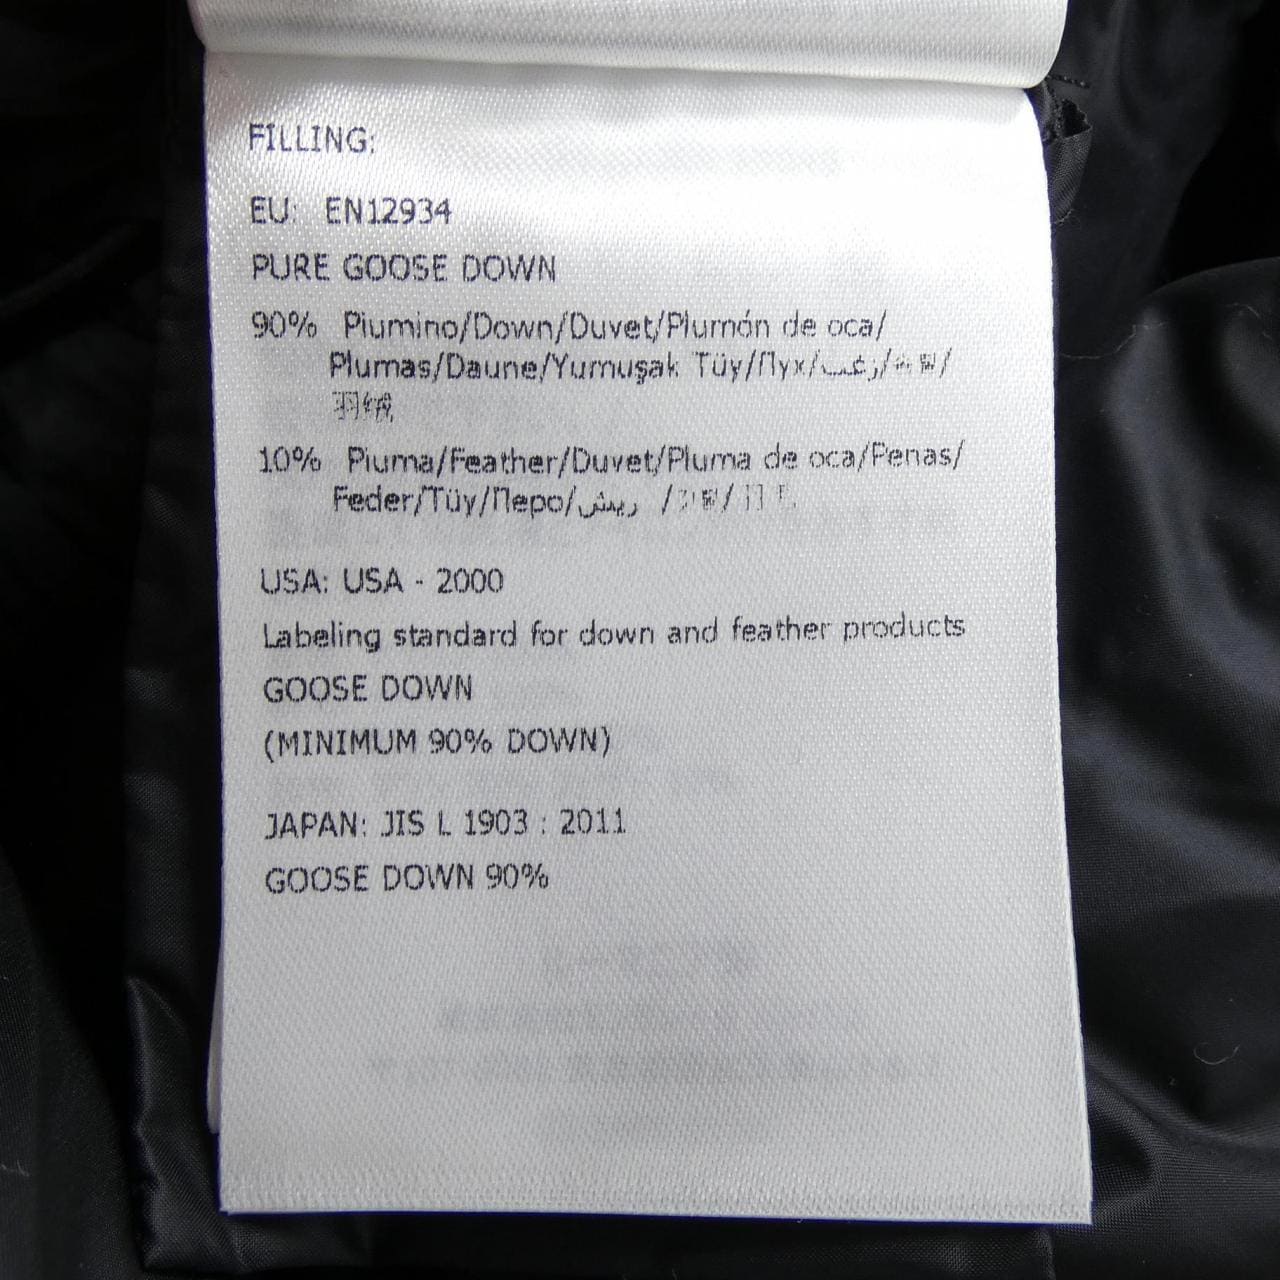 FILLING:
EU: EN12934
PURE GOOSE DOWN
90% Piumino/Down/Duvet/Plumón de oca/
Plumas/Daune/Yumuşak Tüy/Пух/زغب/
羽绒
10% Piuma/Feather/Duvet/Pluma de oca/Penas/
Feder/Tüy/Перо/ريش /
USA: USA - 2000
Labeling standard for down and feather products
GOOSE DOWN
(MINIMUM 90% DOWN)
JAPAN: JIS L 1903 : 2011
GOOSE DOWN 90%